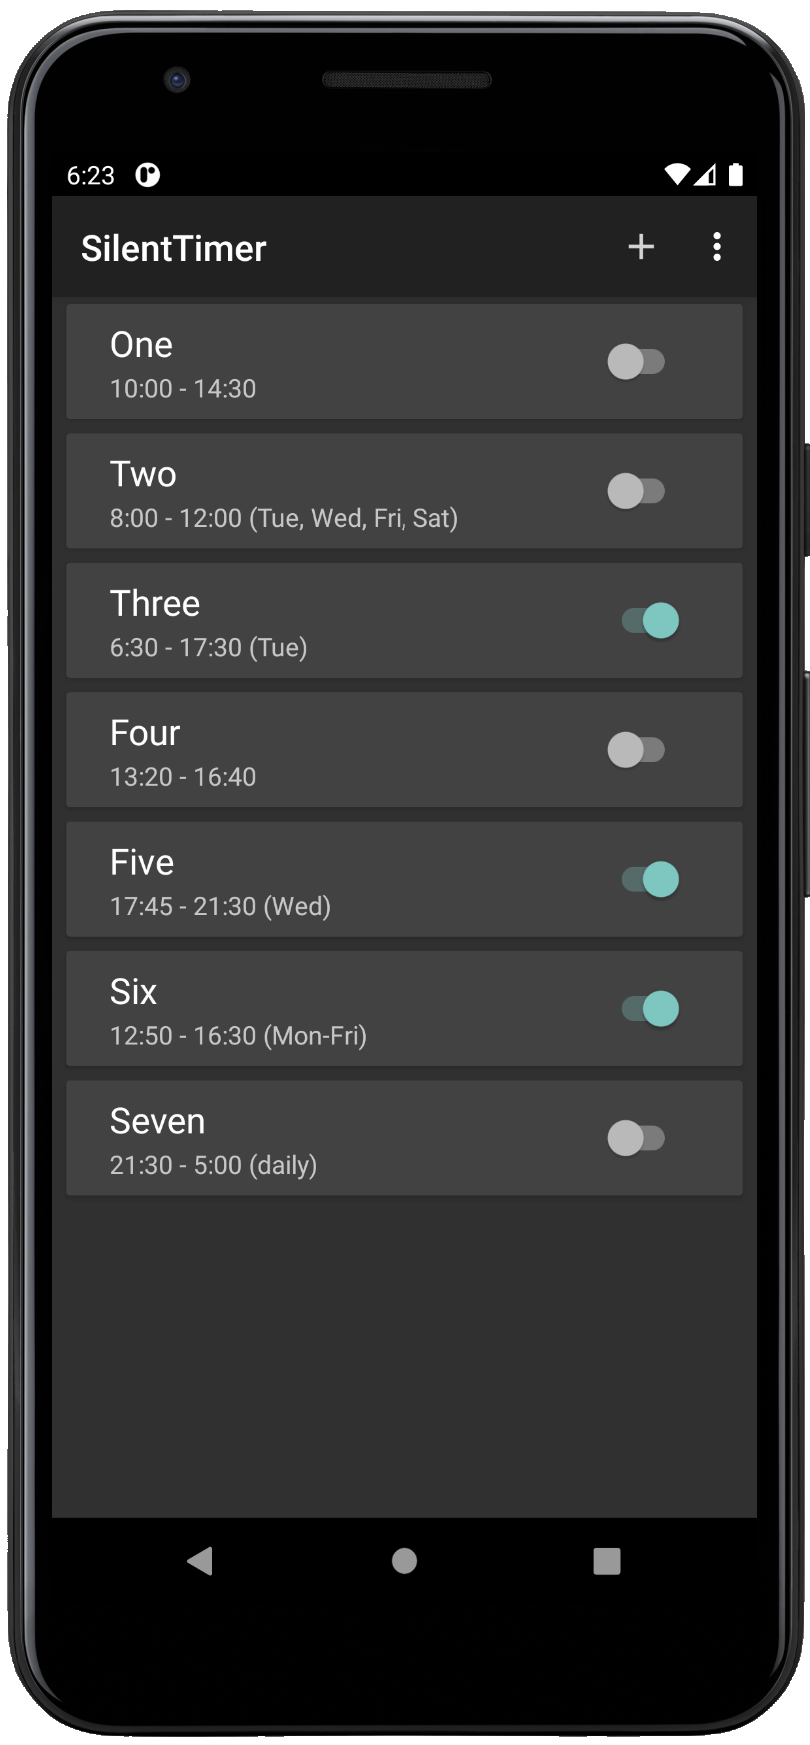 6:23
SilentTimer
One
10:00 - 14:30
Two
8:00 - 12:00 (Tue, Wed, Fri, Sat)
Three
6:30 - 17:30 (Tue)
Four
13:20 - 16:40
Five
17:45 - 21:30 (Wed)
Six
12:50 - 16:30 (Mon-Fri)
Seven
21:30 - 5:00 (daily)